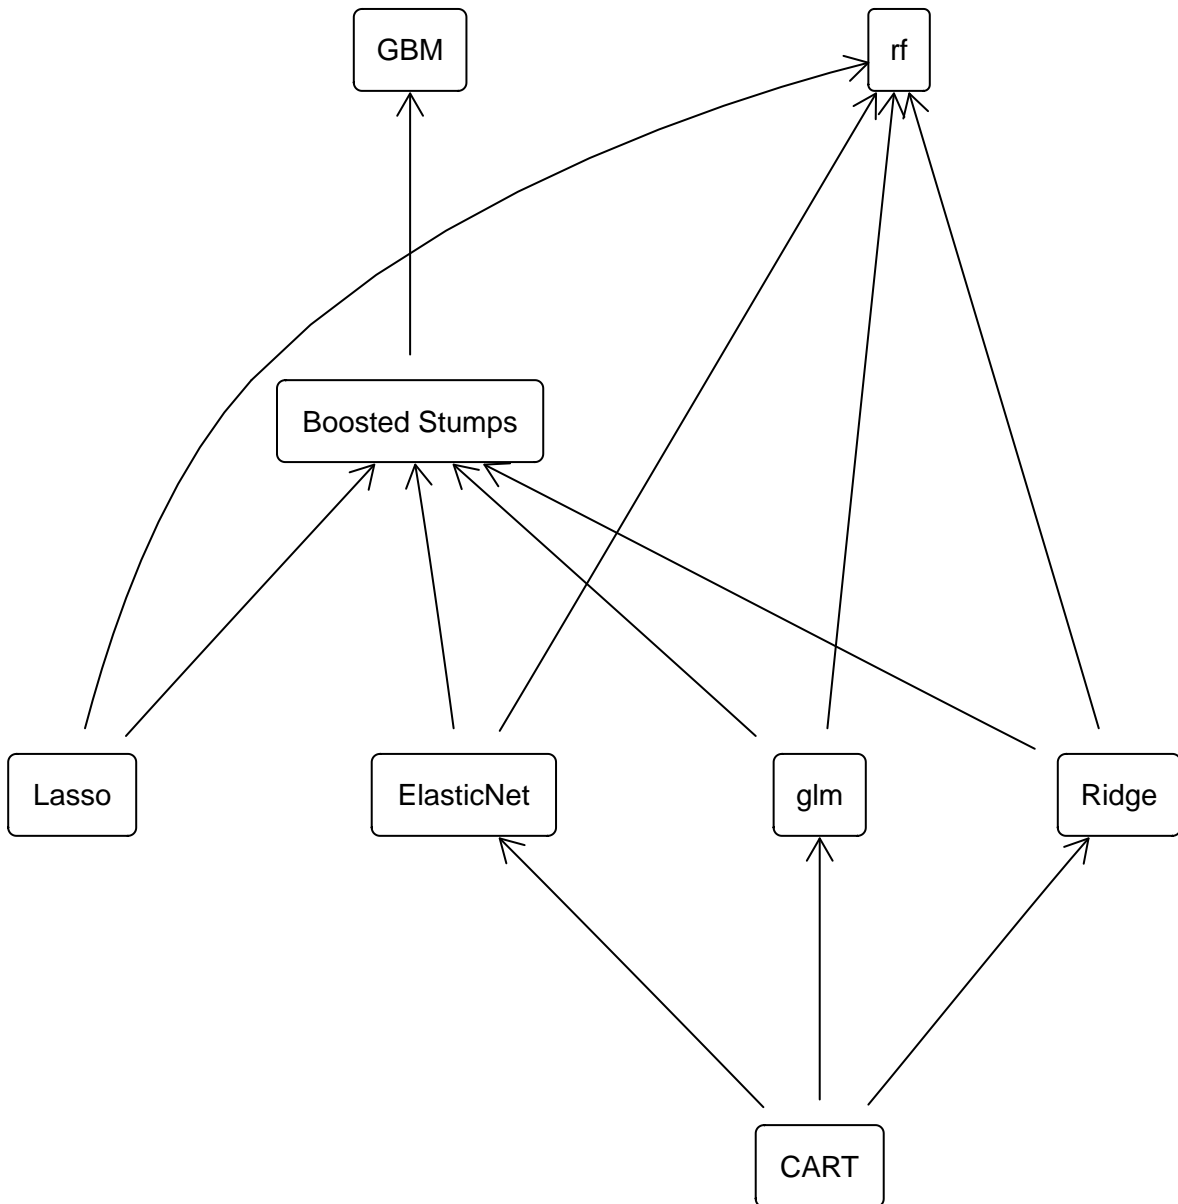 GBM
rf
Boosted Stumps
Lasso
ElasticNet
glm
Ridge
CART